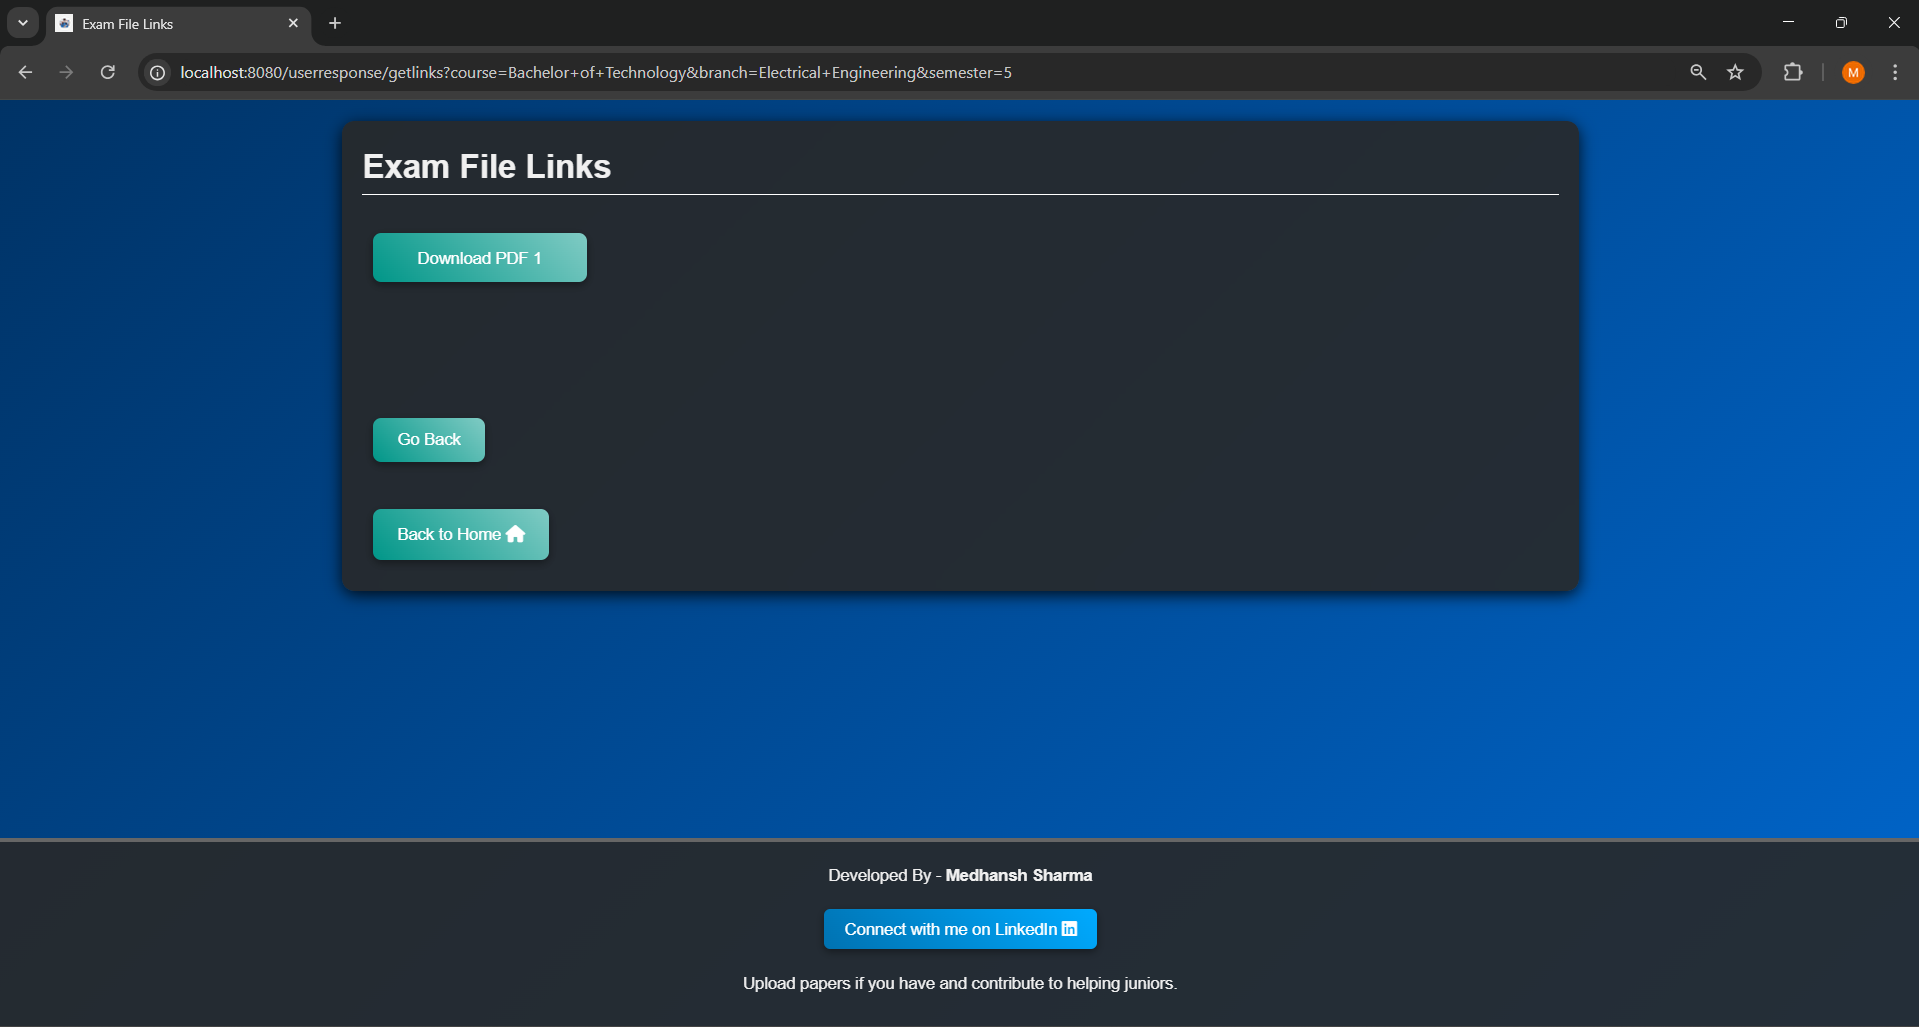 Exam File Links
localhost:8080/userresponse/getlinks?course=Bachelor+of+Technology&branch=Electrical+Engineering&semester=5
M
Exam File Links
Download PDF 1
Go Back
Back to Home
Developed By - Medhansh Sharma
Connect with me on LinkedIn in
Upload papers if you have and contribute to helping juniors.